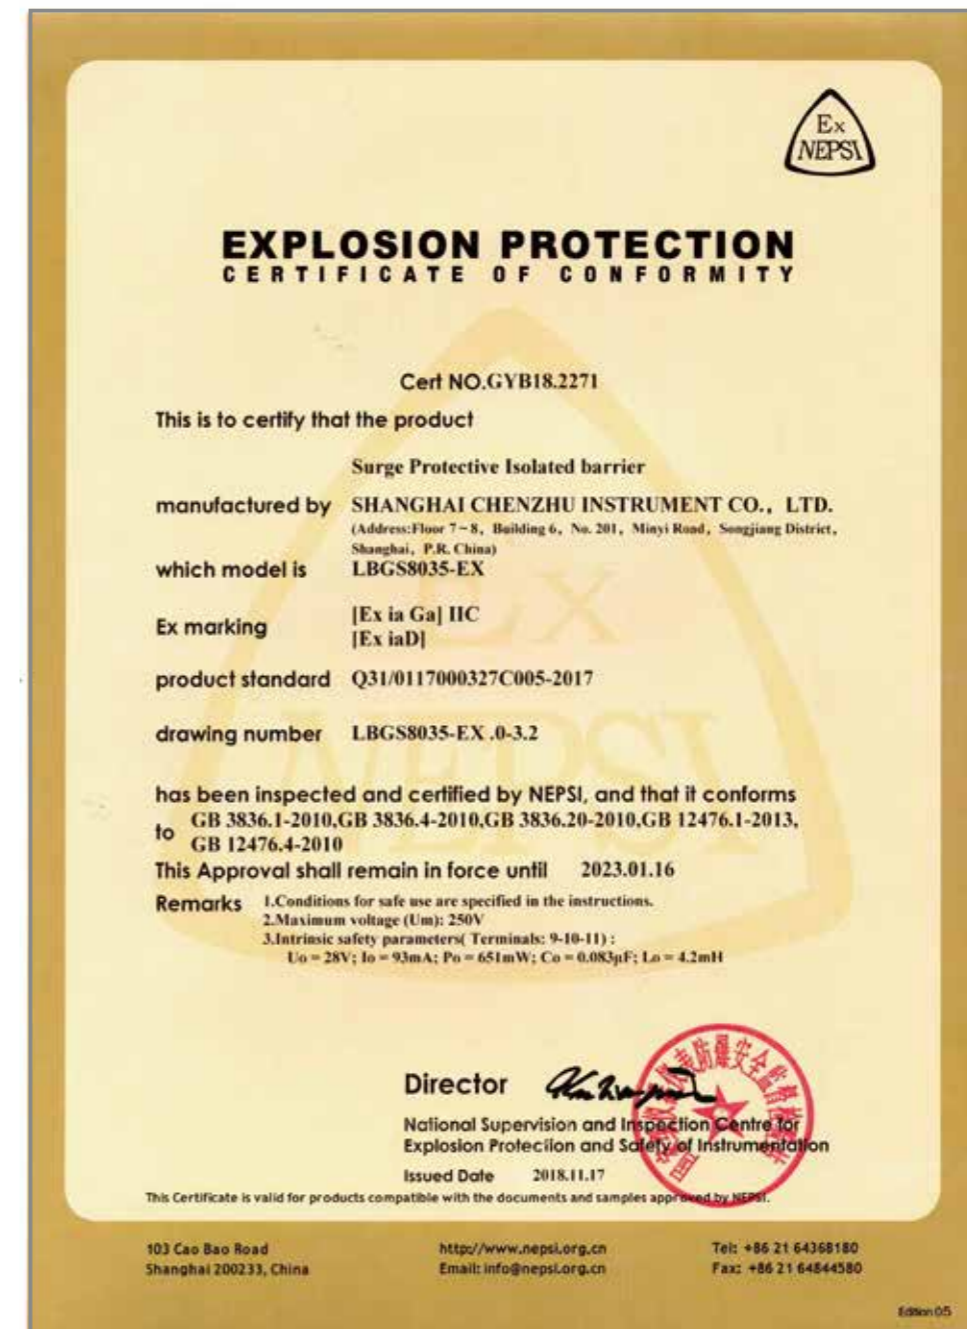 Ex
NEPSI
EXPLOSION PROTECTION
CERTIFICATE OF CONFORMITY
Cert NO.GYB18.2271
This is to certify that the product
Surge Protective Isolated barrier
manufactured by SHANGHAI CHENZHU INSTRUMENT CO., LTD.
(Address:Floor 7-8, Building 6, No. 201, Minyi Road, Songjiang District,
Shanghai, P.R. China)
which model is LBGS8035-EX
Ex marking [Ex ia Ga] IIC
[Ex iaD]
product standard Q31/0117000327C005-2017
drawing number LBGS8035-EX .0-3.2
has been inspected and certified by NEPSI, and that it conforms
to GB 3836.1-2010,GB 3836.4-2010,GB 3836.20-2010,GB 12476.1-2013,
GB 12476.4-2010
This Approval shall remain in force until 2023.01.16
Remarks 1.Conditions for safe use are specified in the instructions.
2.Maximum voltage (Um): 250V
3.Intrinsic safety parameters( Terminals: 9-10-11) :
Uo = 28V; Io = 93mA; Po = 651mW; Co = 0.083μF; Lo = 4.2mH
Director
National Supervision and Inspection Centre for
Explosion Protection and Safety of Instrumentation
Issued Date 2018.11.17
This Certificate is valid for products compatible with the documents and samples approved by NEPSI.
103 Cao Bao Road
Shanghai 200233, China
http://www.nepsi.org.cn
Email: info@nepsi.org.cn
Tel: +86 21 64368180
Fax: +86 21 64844580
Edition 05